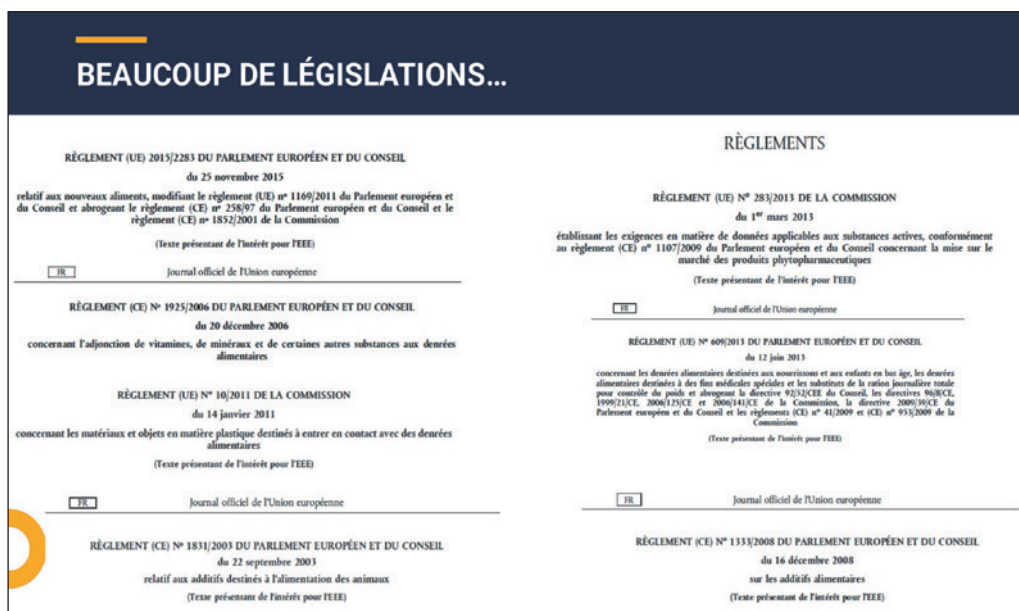 BEAUCOUP DE LÉGISLATIONS...
RÈGLEMENT (UE) 2015/2283 DU PARLEMENT EUROPÉEN ET DU CONSEIL
du 25 novembre 2015
relatif aux nouveaux aliments, modifiant le règlement (UE) nº 1169/2011 du Parlement européen et
du Conseil et abrogeant le règlement (CE) nº 258/97 du Parlement européen et du Conseil et le
règlement (CE) nº 1852/2001 de la Commission
(Texte présentant de l'intérêt pour l'EEE)
FR Journal officiel de l'Union européenne
RÈGLEMENT (CE) Nº 1925/2006 DU PARLEMENT EUROPÉEN ET DU CONSEIL
du 20 décembre 2006
concernant l'adjonction de vitamines, de minéraux et de certaines autres substances aux denrées
alimentaires
RÈGLEMENT (UE) Nº 10/2011 DE LA COMMISSION
du 14 janvier 2011
concernant les matériaux et objets en matière plastique destinés à entrer en contact avec des denrées
alimentaires
(Texte présentant de l'intérêt pour l'EEE)
FR Journal officiel de l'Union européenne
RÈGLEMENT (CE) Nº 1831/2003 DU PARLEMENT EUROPÉEN ET DU CONSEIL
du 22 septembre 2003
relatif aux additifs destinés à l'alimentation des animaux
(Texte présentant de l'intérêt pour l'EEE)
RÈGLEMENTS
RÈGLEMENT (UE) Nº 283/2013 DE LA COMMISSION
du 1er mars 2013
établissant les exigences en matière de données applicables aux substances actives, conformément
au règlement (CE) nº 1107/2009 du Parlement européen et du Conseil concernant la mise sur le
marché des produits phytopharmaceutiques
(Texte présentant de l'intérêt pour l'EEE)
FR Journal officiel de l'Union européenne
RÈGLEMENT (UE) Nº 609/2013 DU PARLEMENT EUROPÉEN ET DU CONSEIL
du 12 juin 2013
concernant les denrées alimentaires destinées aux nourrissons et aux enfants en bas âge, les denrées
alimentaires destinées à des fins médicales spéciales et les substituts de la ration journalière totale
pour contrôle du poids et abrogeant la directive 92/52/CEE du Conseil, les directives 96/8/CE,
1999/21/CE, 2006/125/CE et 2006/141/CE de la Commission, la directive 2009/39/CE du
Parlement européen et du Conseil et les règlements (CE) nº 41/2009 et (CE) nº 953/2009 de la
Commission
(Texte présentant de l'intérêt pour l'EEE)
FR Journal officiel de l'Union européenne
RÈGLEMENT (CE) Nº 1333/2008 DU PARLEMENT EUROPÉEN ET DU CONSEIL
du 16 décembre 2008
sur les additifs alimentaires
(Texte présentant de l'intérêt pour l'EEE)